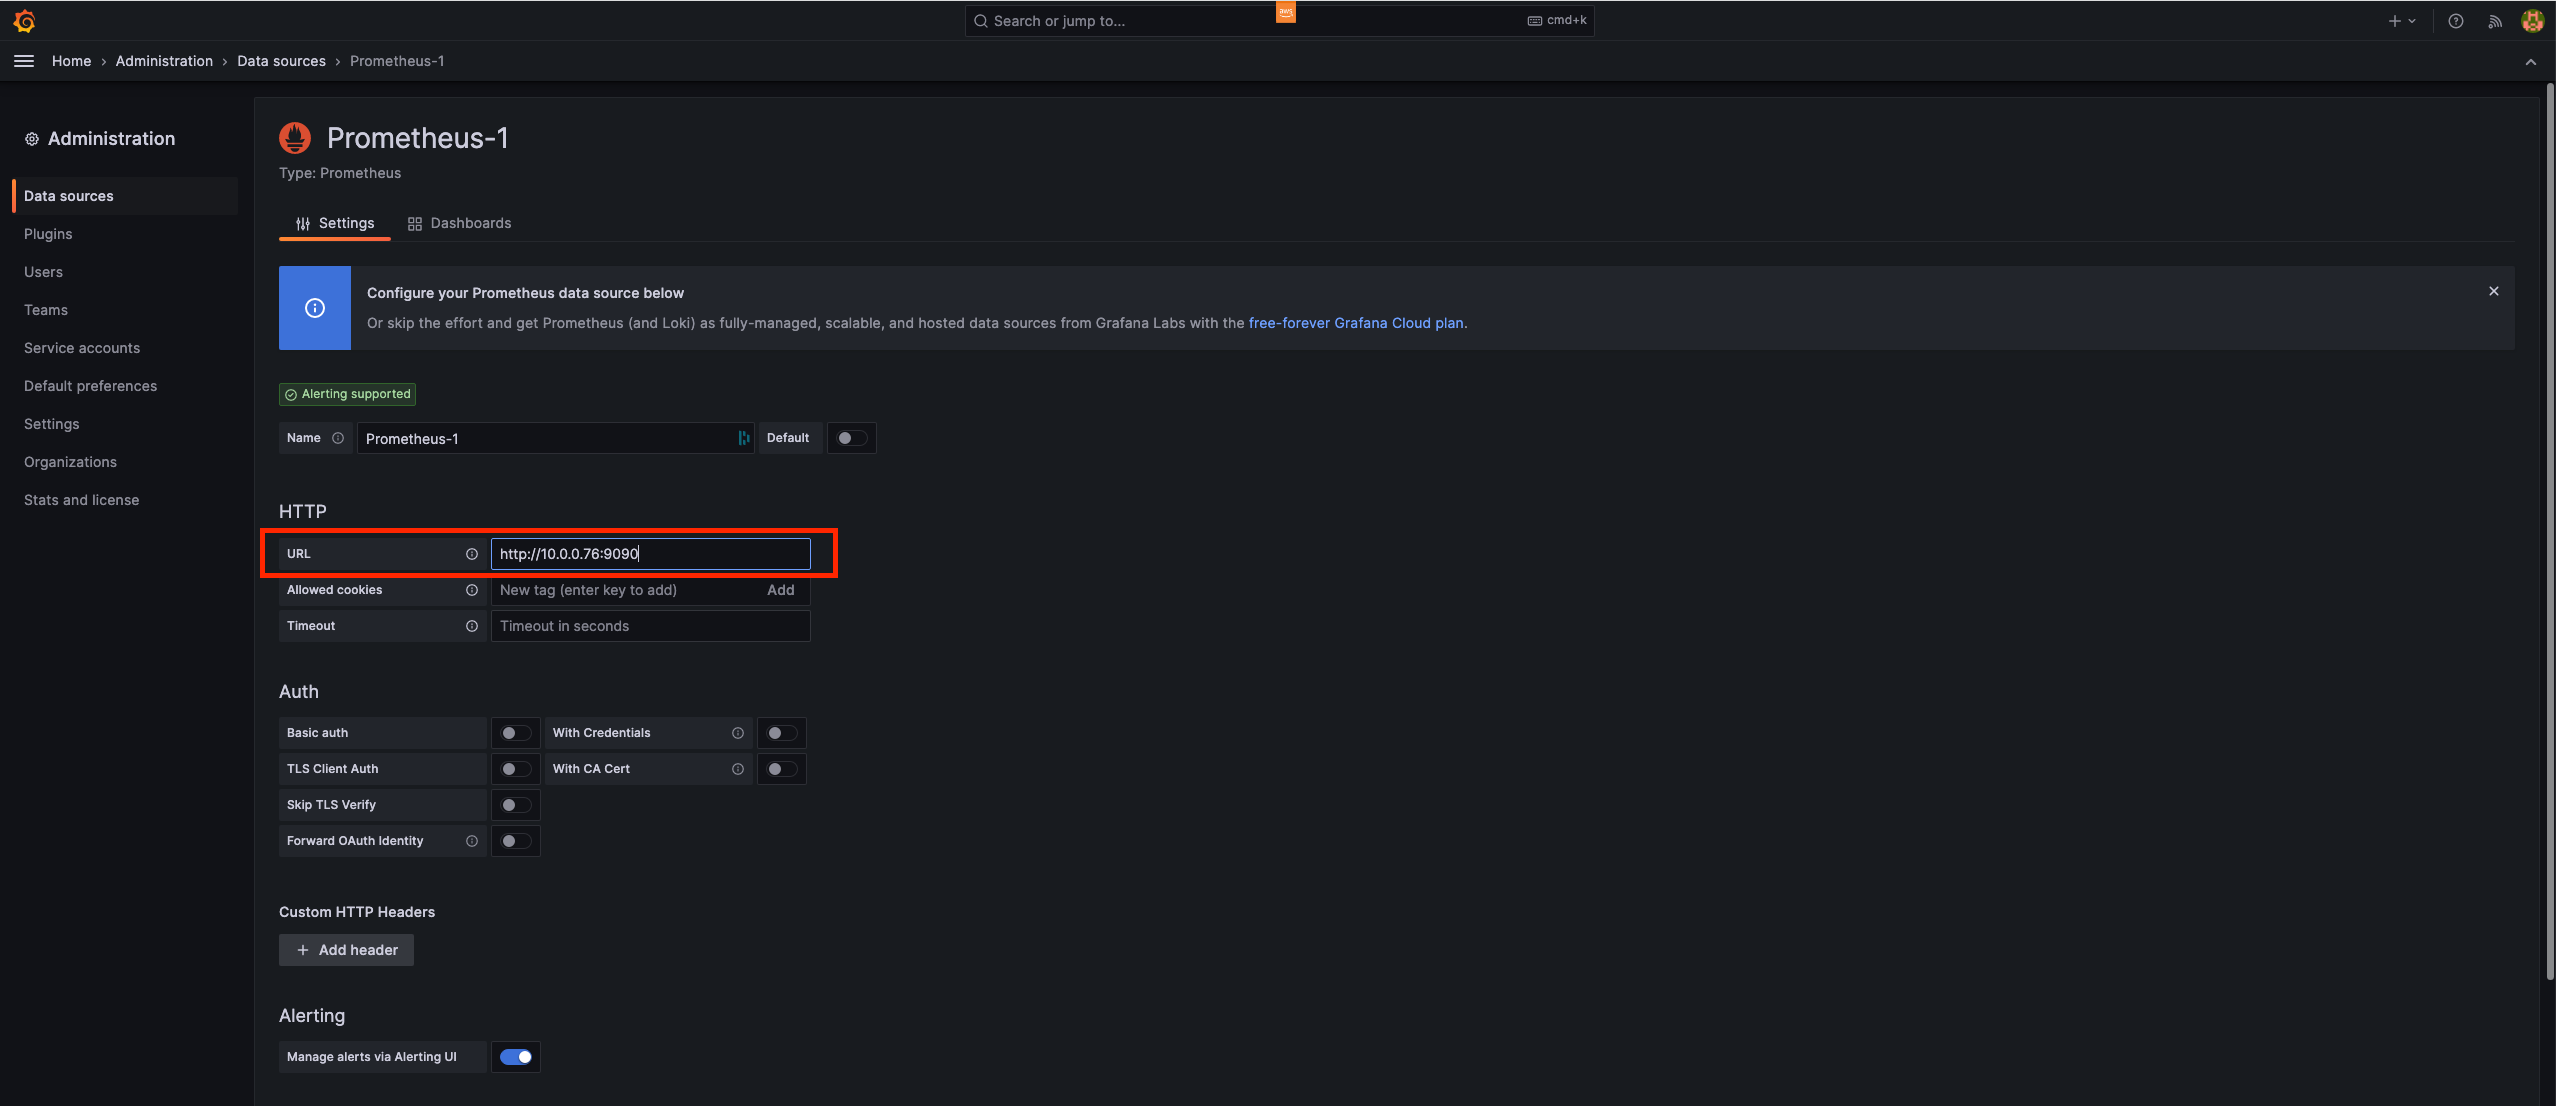 Search or jump to...
aws
cmd+k
Home › Administration › Data sources › Prometheus-1
Administration
Data sources
Plugins
Users
Teams
Service accounts
Default preferences
Settings
Organizations
Stats and license
Prometheus-1
Type: Prometheus
Settings
Dashboards
Configure your Prometheus data source below
Or skip the effort and get Prometheus (and Loki) as fully-managed, scalable, and hosted data sources from Grafana Labs with the free-forever Grafana Cloud plan.
Alerting supported
Name
Prometheus-1
Default
HTTP
URL
http://10.0.0.76:9090
Allowed cookies
New tag (enter key to add)
Add
Timeout
Timeout in seconds
Auth
Basic auth
With Credentials
TLS Client Auth
With CA Cert
Skip TLS Verify
Forward OAuth Identity
Custom HTTP Headers
+ Add header
Alerting
Manage alerts via Alerting UI